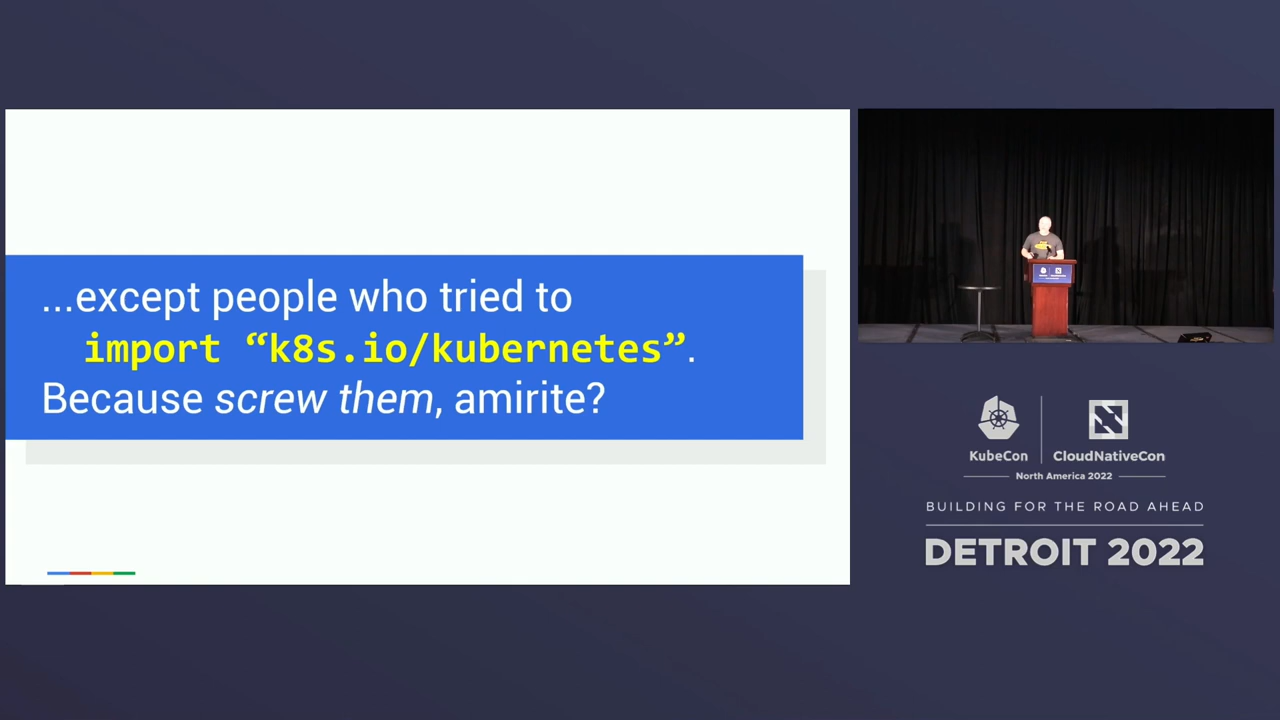 ...except people who tried to
import “k8s.io/kubernetes”.
Because screw them, amirite?
KubeCon
CloudNativeCon
North America 2022
BUILDING FOR THE ROAD AHEAD
DETROIT 2022